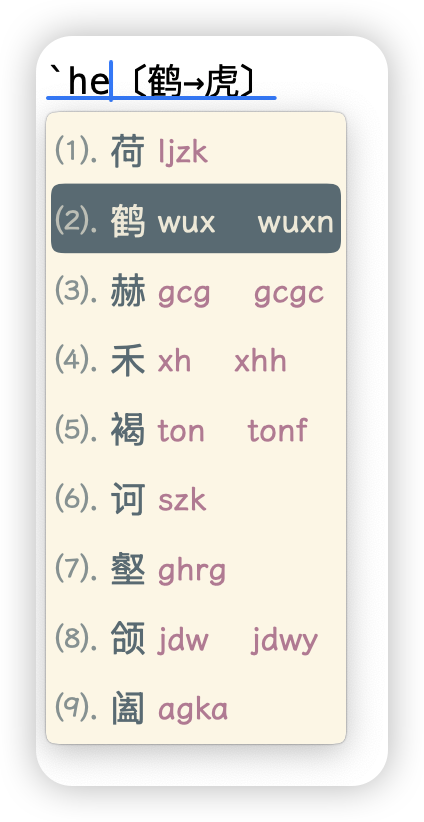 `he〔鹤→虎〕
(1). 荷 ljzk
(2). 鹤 wux wuxn
(3). 赫 gcg gcgc
(4). 禾 xh xhh
(5). 褐 ton tonf
(6). 诃 szk
(7). 壑 ghrg
(8). 颌 jdw jdwy
(9). 阖 agka